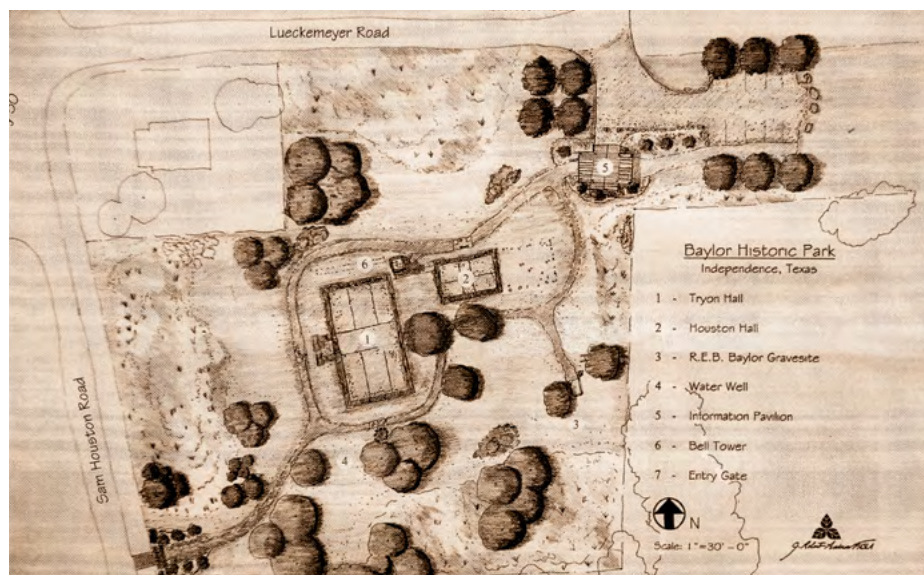 Lueckemeyer Road
5
6
2
1
3
4
Sam Houston Road
Baylor Historic Park
Independence, Texas
1 - Tryon Hall
2 - Houston Hall
3 - R.E.B. Baylor Gravesite
4 - Water Well
5 - Information Pavilion
6 - Bell Tower
7 - Entry Gate
N
Scale: 1"=30' - 0"